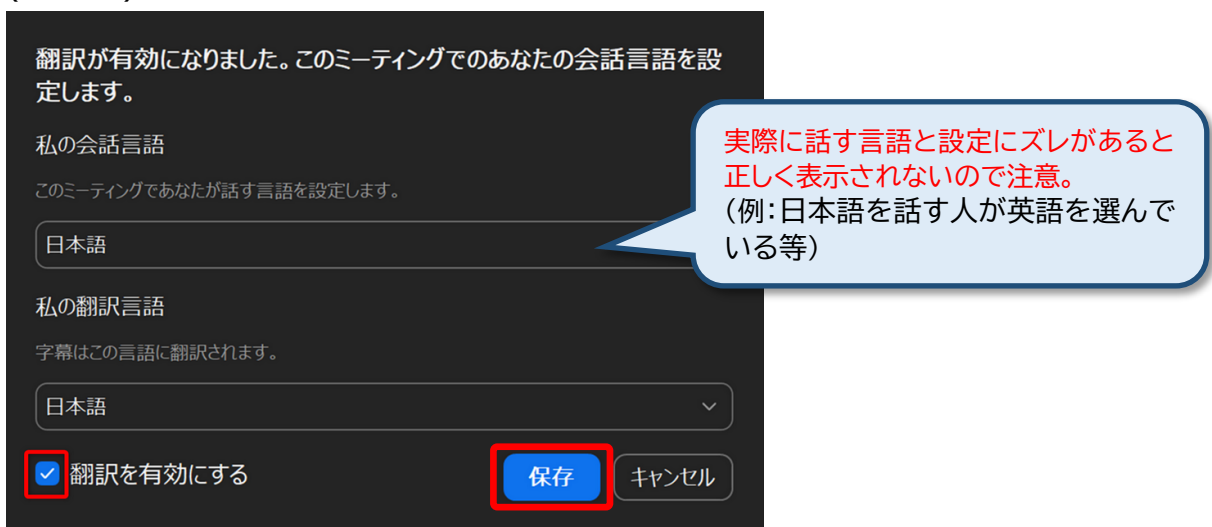 翻訳が有効になりました。このミーティングでのあなたの会話言語を設
定します。
私の会話言語
このミーティングであなたが話す言語を設定します。
日本語
実際に話す言語と設定にズレがあると
正しく表示されないので注意。
(例:日本語を話す人が英語を選んで
いる等)
私の翻訳言語
字幕はこの言語に翻訳されます。
日本語
翻訳を有効にする
保存
キャンセル